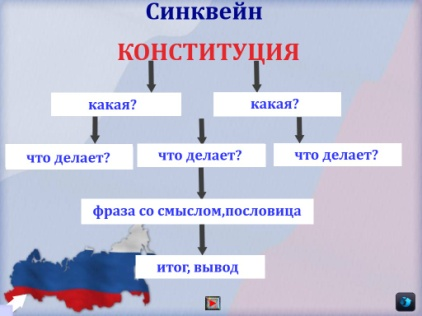 Синквейн
КОНСТИТУЦИЯ
какая? какая?
что делает? что делает? что делает?
фраза со смыслом,пословица
итог, вывод